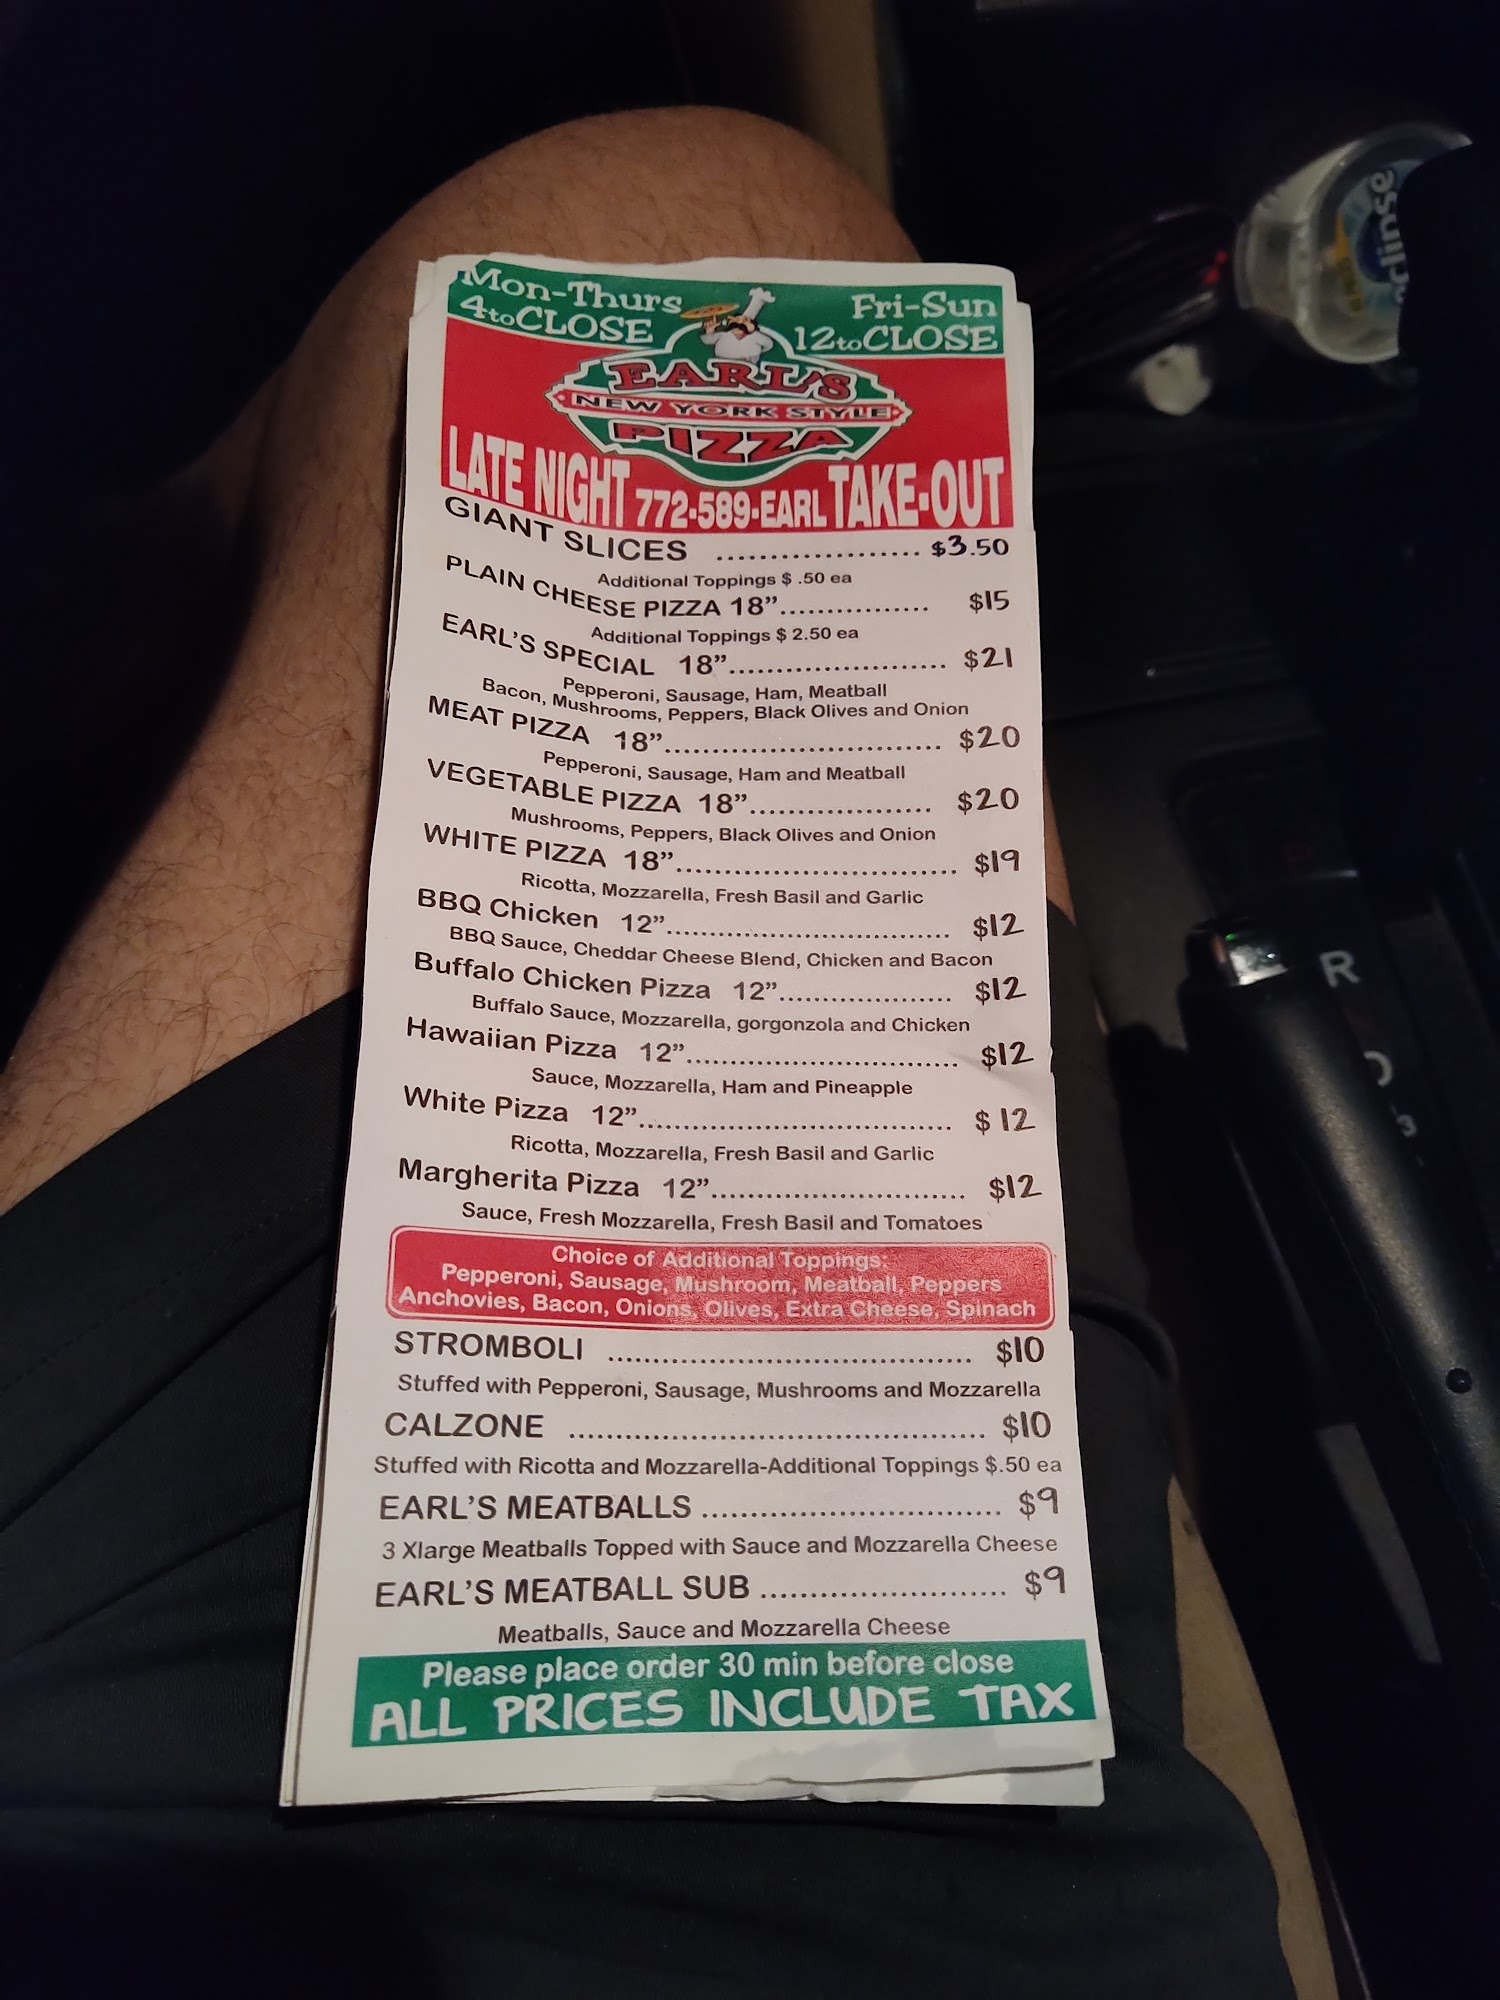 Mon-Thurs
4toCLOSE
Fri-Sun
12toCLOSE
EARL'S
NEW YORK STYLE
PIZZA
LATE NIGHT 772-589-EARL TAKE-OUT
GIANT SLICES .................... $3.50
Additional Toppings $ .50 ea
PLAIN CHEESE PIZZA 18"................ $15
Additional Toppings $ 2.50 ea
EARL'S SPECIAL 18"....................... $21
Pepperoni, Sausage, Ham, Meatball
Bacon, Mushrooms, Peppers, Black Olives and Onion
MEAT PIZZA 18"............................. $20
Pepperoni, Sausage, Ham and Meatball
VEGETABLE PIZZA 18"................... $20
Mushrooms, Peppers, Black Olives and Onion
WHITE PIZZA 18"............................. $19
Ricotta, Mozzarella, Fresh Basil and Garlic
BBQ Chicken 12"............................. $12
BBQ Sauce, Cheddar Cheese Blend, Chicken and Bacon
Buffalo Chicken Pizza 12".................. $12
Buffalo Sauce, Mozzarella, gorgonzola and Chicken
Hawaiian Pizza 12"............................ $12
Sauce, Mozzarella, Ham and Pineapple
White Pizza 12"................................ $12
Ricotta, Mozzarella, Fresh Basil and Garlic
Margherita Pizza 12".......................... $12
Sauce, Fresh Mozzarella, Fresh Basil and Tomatoes
Choice of Additional Toppings:
Pepperoni, Sausage, Mushroom, Meatball, Peppers
Anchovies, Bacon, Onions, Olives, Extra Cheese, Spinach
STROMBOLI ....................................... $10
Stuffed with Pepperoni, Sausage, Mushrooms and Mozzarella
CALZONE ............................................ $10
Stuffed with Ricotta and Mozzarella-Additional Toppings $.50 ea
EARL'S MEATBALLS ............................... $9
3 Xlarge Meatballs Topped with Sauce and Mozzarella Cheese
EARL'S MEATBALL SUB ......................... $9
Meatballs, Sauce and Mozzarella Cheese
Please place order 30 min before close
ALL PRICES INCLUDE TAX
R
3